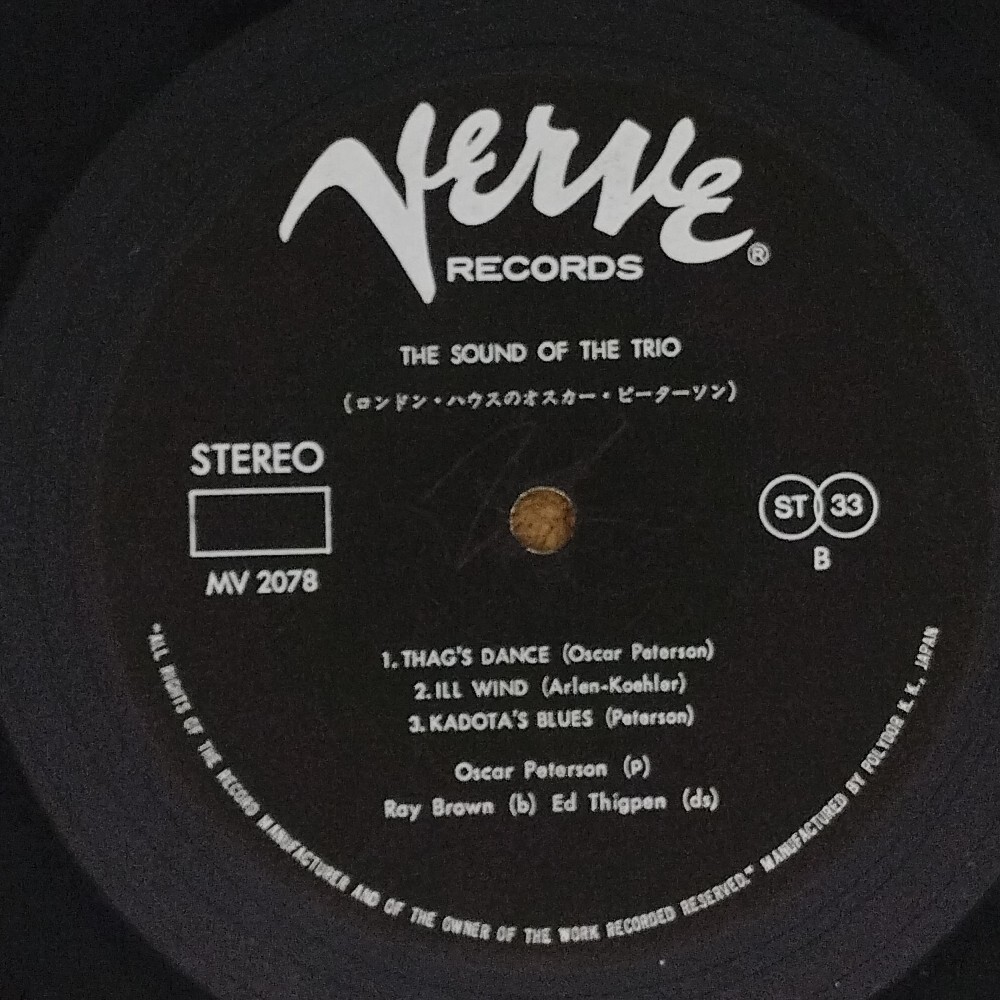 Verve
RECORDS
®
THE SOUND OF THE TRIO
(ロンドン・ハウスのオスカー・ピーターソン)
STEREO
MV 2078
ST 33
B
1. THAG'S DANCE (Oscar Peterson)
2. ILL WIND (Arlen-Koehler)
3. KADOTA'S BLUES (Peterson)
Oscar Peterson (p)
Ray Brown (b) Ed Thigpen (ds)
"ALL RIGHTS OF THE RECORD MANUFACTURER AND OF THE OWNER OF THE WORK RECORDED RESERVED." MANUFACTURED BY POLYDOR K. K., JAPAN